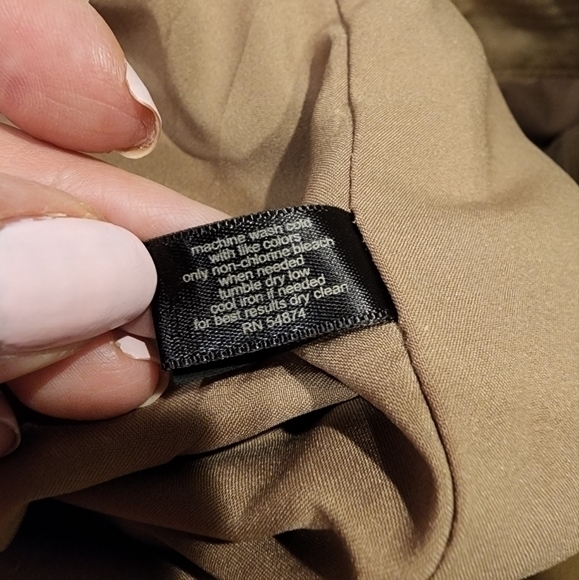 machine wash cold
with like colors
only non-chlorine bleach
when needed
tumble dry low
cool iron if needed
for best results dry clean
RN 54874